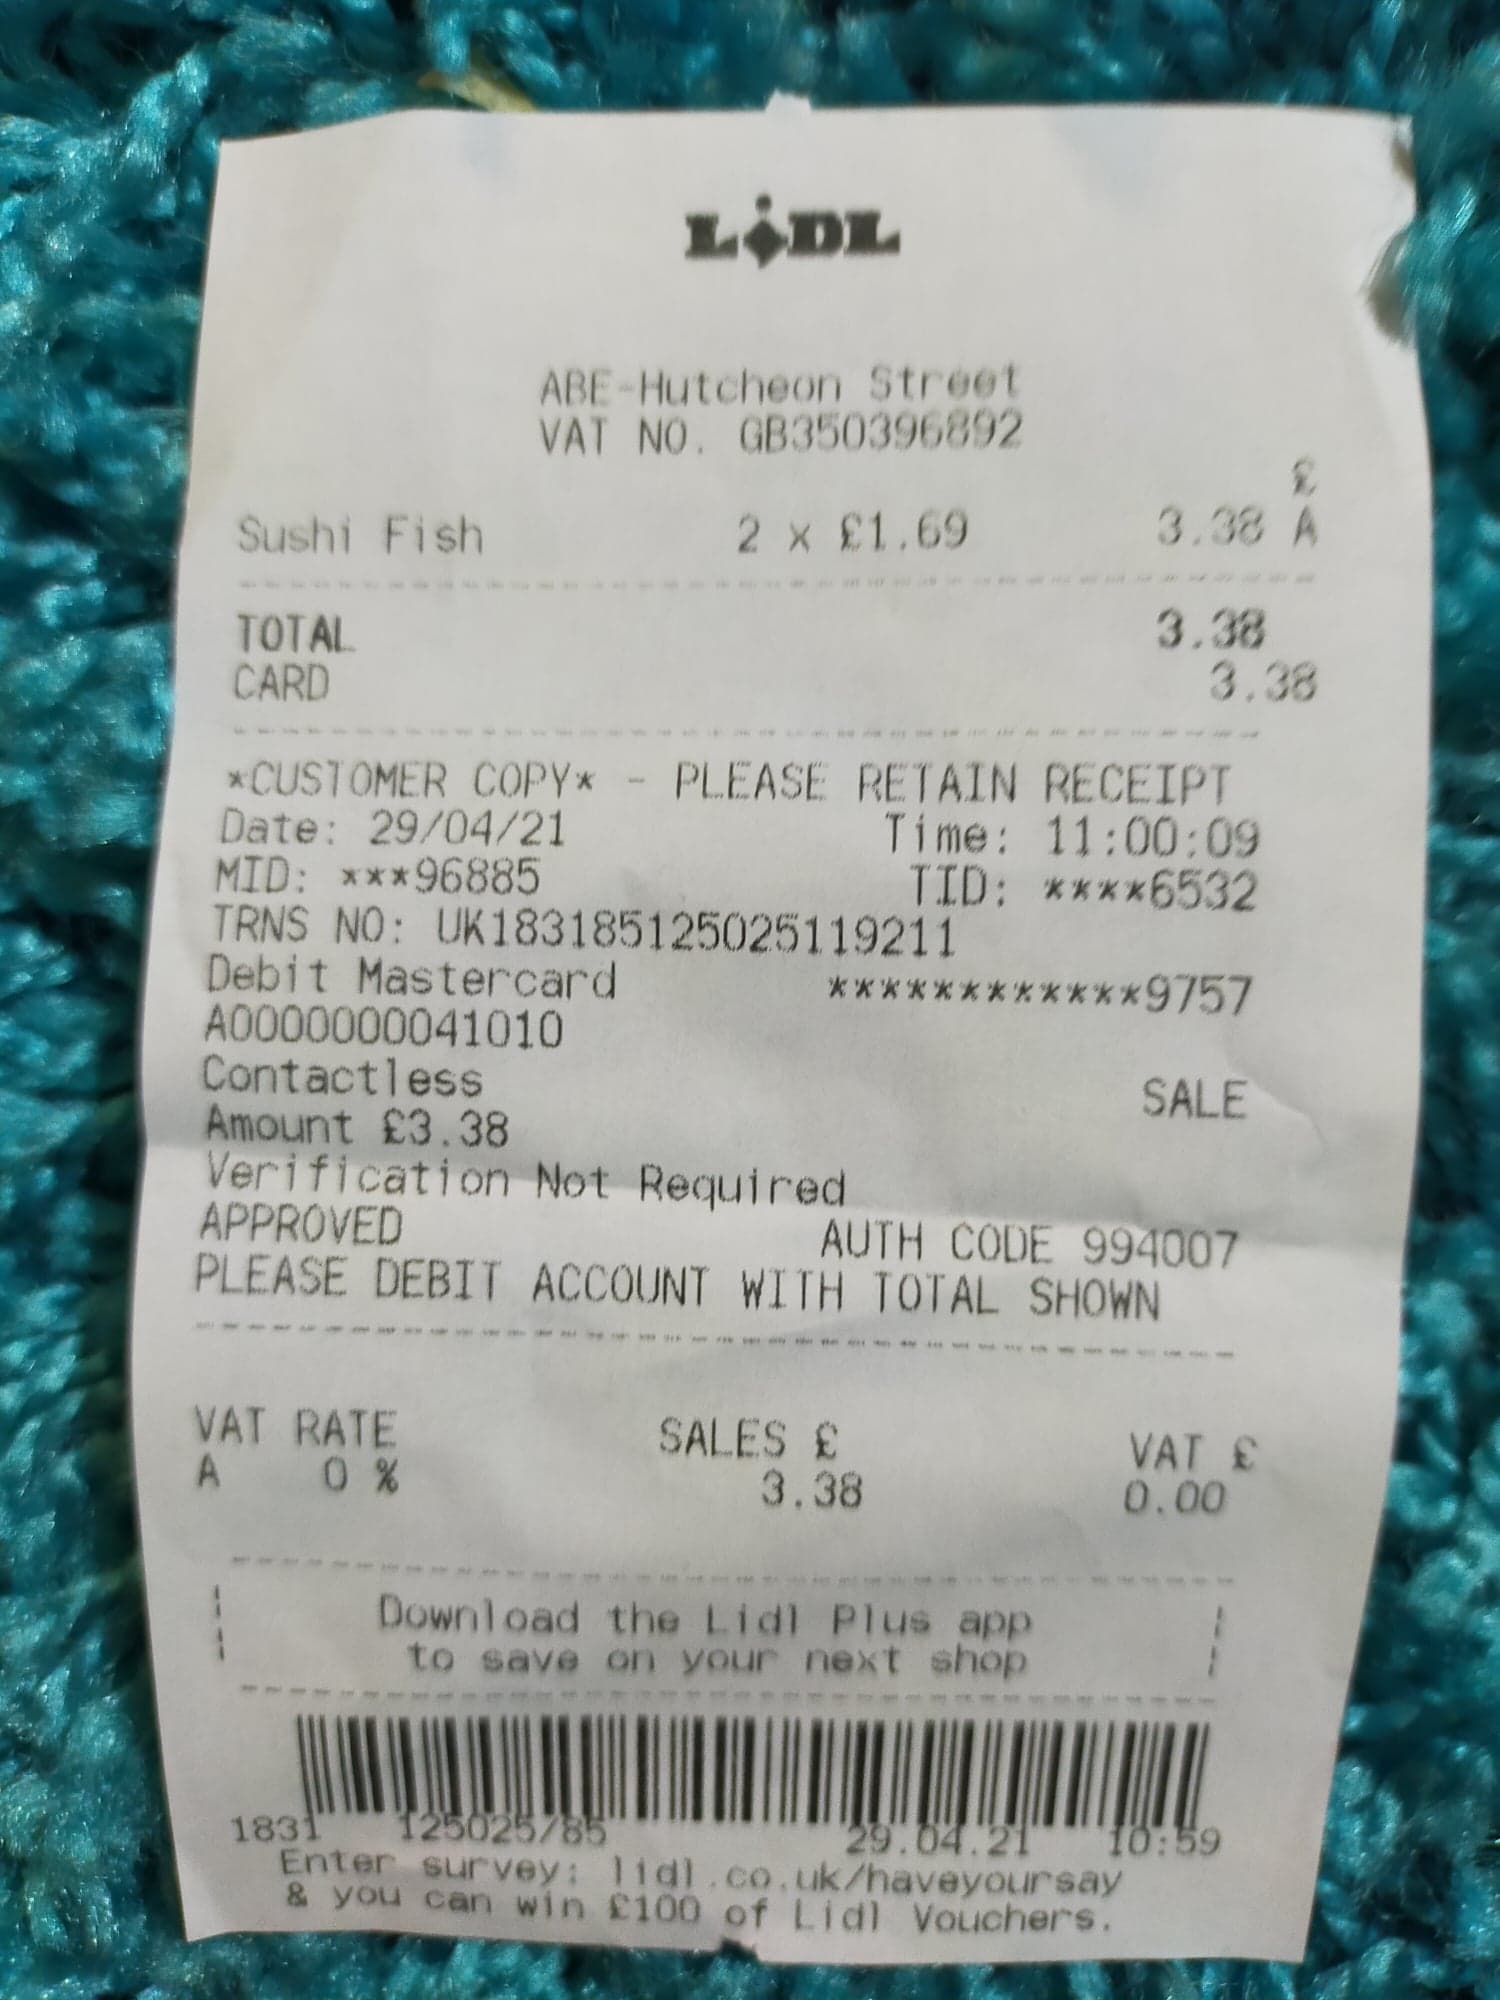 LiDL
ABE-Hutcheon Street
VAT NO. GB350396892
£
Sushi Fish 2 x £1.69 3.38 A
TOTAL 3.38
CARD 3.38
*CUSTOMER COPY* - PLEASE RETAIN RECEIPT
Date: 29/04/21 Time: 11:00:09
MID: ***96885 TID: ****6532
TRNS NO: UK183185125025119211
Debit Mastercard ************9757
A0000000041010
Contactless SALE
Amount £3.38
Verification Not Required
APPROVED AUTH CODE 994007
PLEASE DEBIT ACCOUNT WITH TOTAL SHOWN
VAT RATE SALES £ VAT £
A 0 % 3.38 0.00
Download the Lidl Plus app
to save on your next shop
1831 125025/85 29.04.21 10:59
Enter survey: lidl.co.uk/haveyoursay
& you can win £100 of Lidl Vouchers.